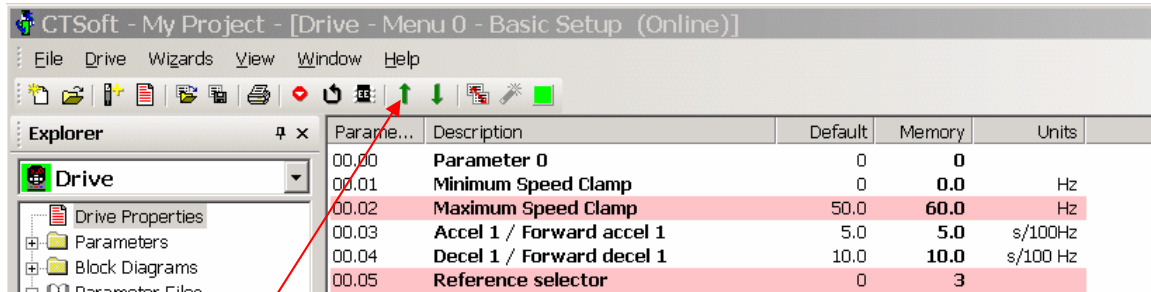 CTSoft - My Project - [Drive - Menu 0 - Basic Setup (Online)]
File Drive Wizards View Window Help
Explorer
Drive
Drive Properties
Parameters
Block Diagrams
Parameter Files
Parame... Description Default Memory Units
00.00 Parameter 0 0 0
00.01 Minimum Speed Clamp 0 0.0 Hz
00.02 Maximum Speed Clamp 50.0 60.0 Hz
00.03 Accel 1 / Forward accel 1 5.0 5.0 s/100Hz
00.04 Decel 1 / Forward decel 1 10.0 10.0 s/100 Hz
00.05 Reference selector 0 3